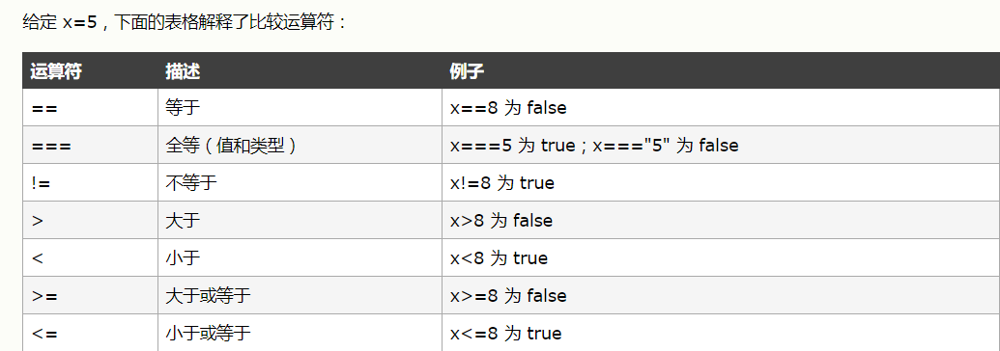 给定 x=5，下面的表格解释了比较运算符：
运算符 描述 例子
== 等于 x==8 为 false
=== 全等（值和类型） x===5 为 true；x==="5" 为 false
!= 不等于 x!=8 为 true
> 大于 x>8 为 false
< 小于 x<8 为 true
>= 大于或等于 x>=8 为 false
<= 小于或等于 x<=8 为 true